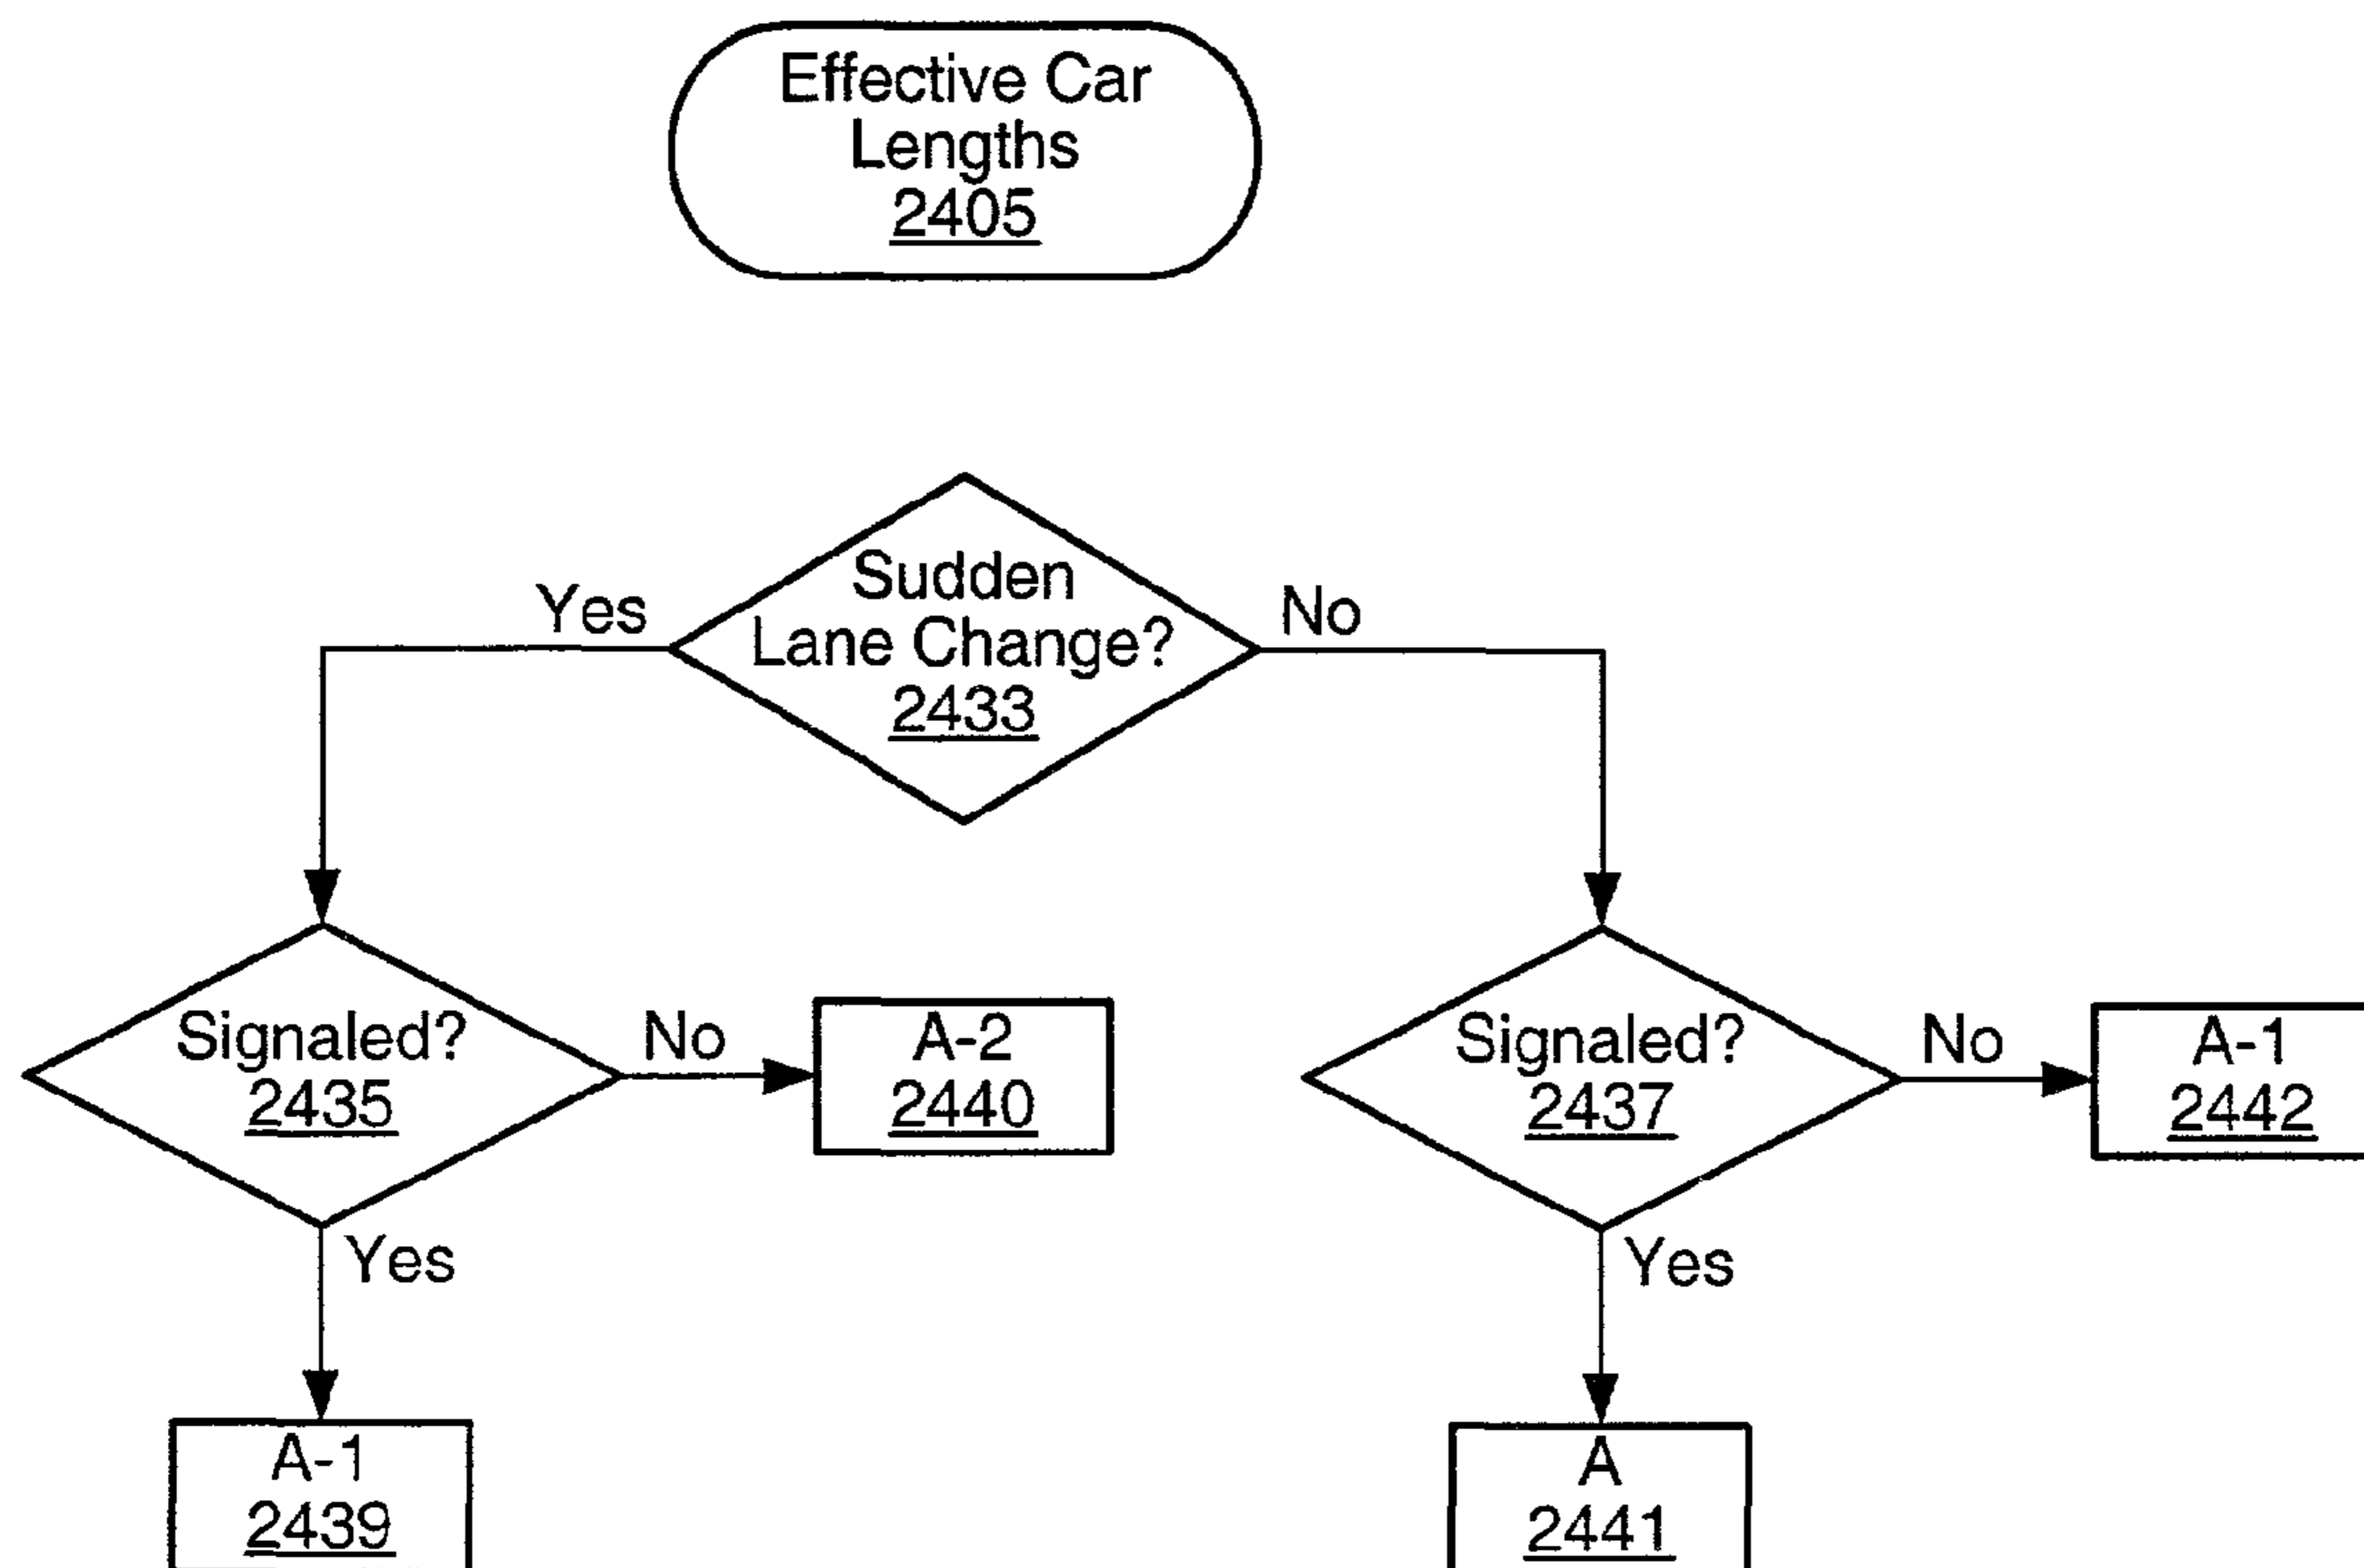 Effective Car
Lengths
2405
Sudden
Lane Change?
2433
Yes
No
Signaled?
2435
No
A-2
2440
Signaled?
2437
No
A-1
2442
Yes
Yes
A-1
2439
A
2441